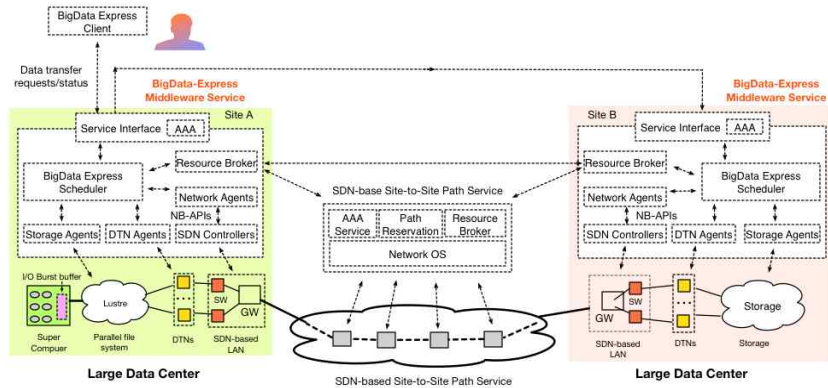 BigData Express
Client
Data transfer
requests/status
BigData-Express
Middleware Service
Site A
Service Interface
AAA
BigData Express
Scheduler
Resource Broker
Network Agents
NB-APIs
Storage Agents
DTN Agents
SDN Controllers
I/O Burst buffer
Super
Compuer
Lustre
Parallel file
system
DTNs
SW
GW
SDN-based
LAN
Large Data Center
SDN-base Site-to-Site Path Service
AAA
Service
Path
Reservation
Resource
Broker
Network OS
SDN-based Site-to-Site Path Service
BigData-Express
Middleware Service
Site B
Service Interface
AAA
Resource Broker
BigData Express
Scheduler
Network Agents
NB-APIs
SDN Controllers
DTN Agents
Storage Agents
GW
SW
SDN-based
LAN
DTNs
Storage
Storage
Large Data Center